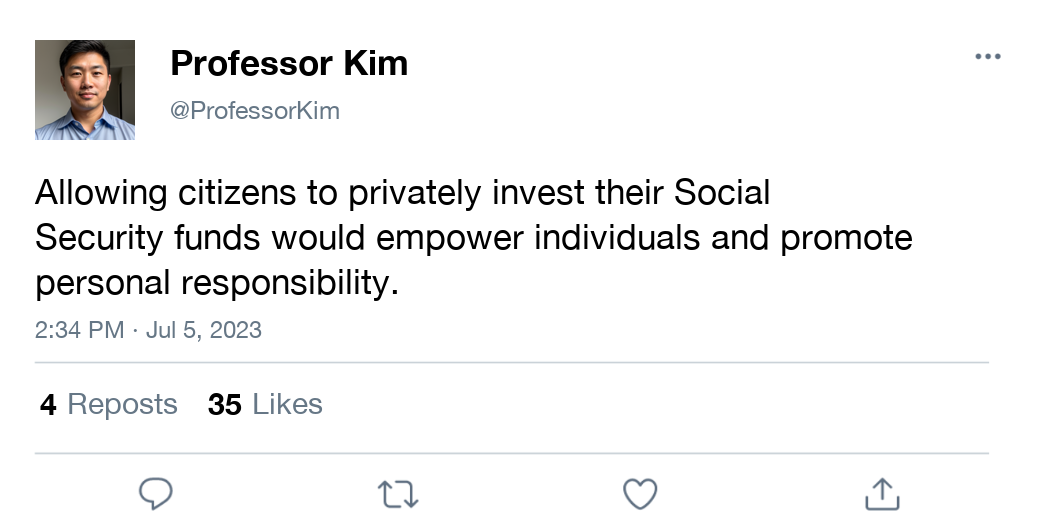 Professor Kim
@ProfessorKim
Allowing citizens to privately invest their Social
Security funds would empower individuals and promote
personal responsibility.
2:34 PM · Jul 5, 2023
4 Reposts 35 Likes